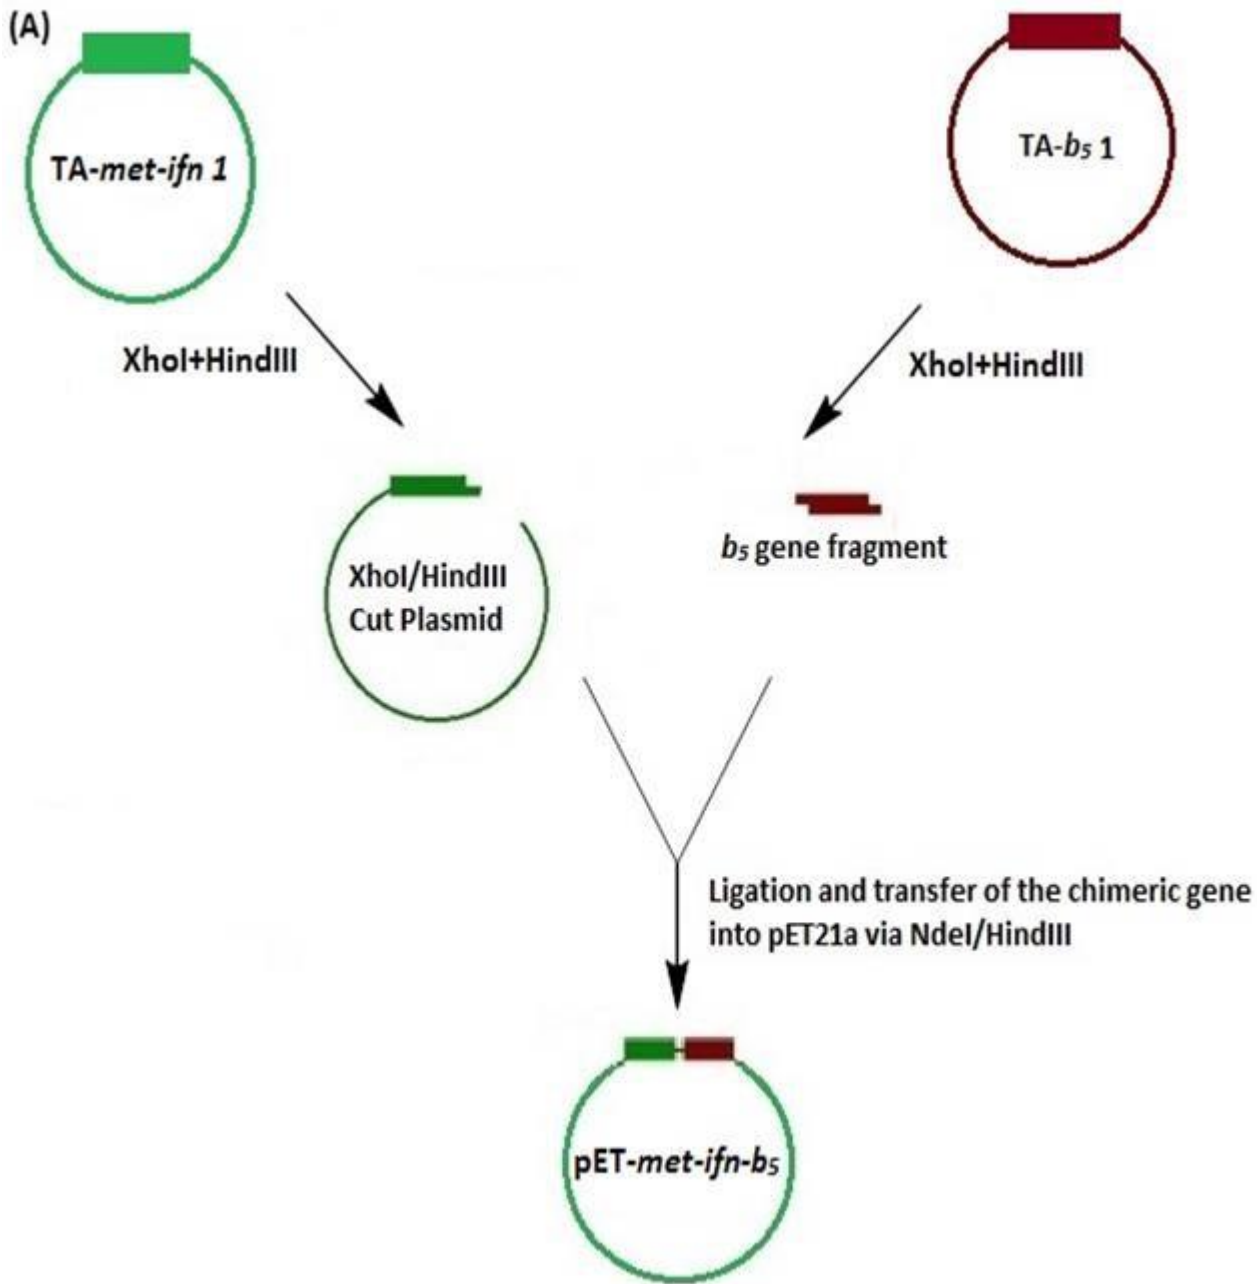 (A)
TA-met-ifn 1
TA-b₅ 1
XhoI+HindIII
XhoI+HindIII
b₅ gene fragment
XhoI/HindIII
Cut Plasmid
Ligation and transfer of the chimeric gene
into pET21a via NdeI/HindIII
pET-met-ifn-b₅